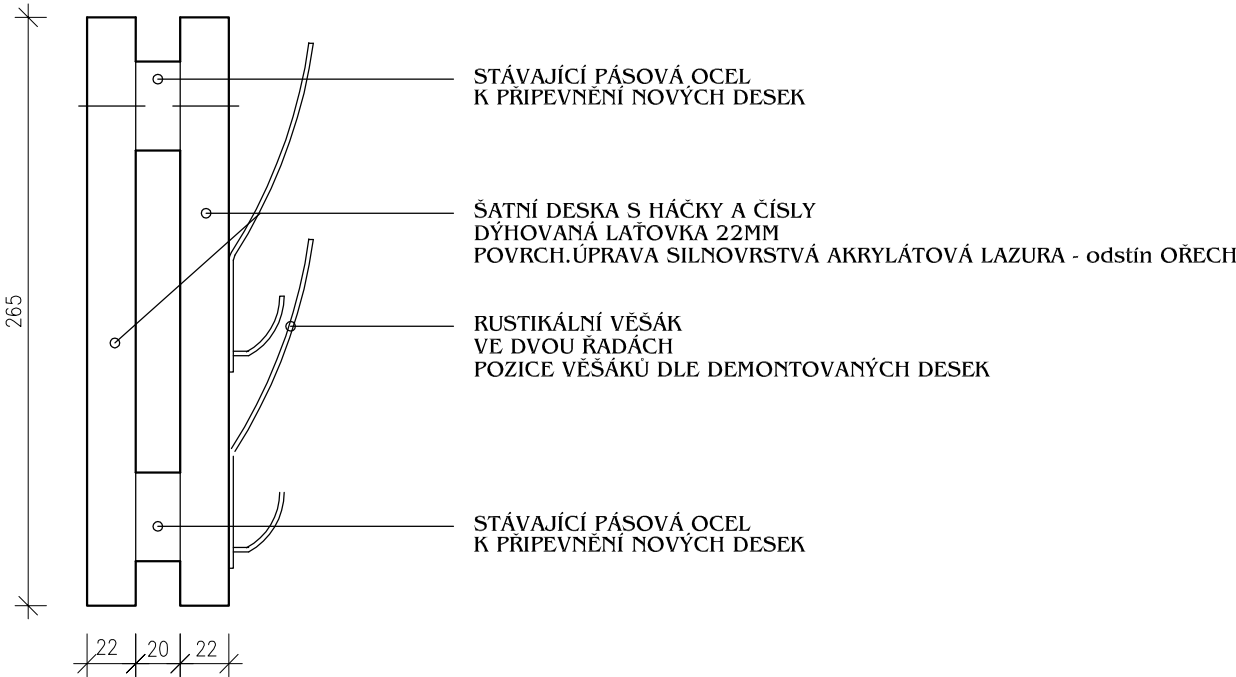 STÁVAJÍCÍ PÁSOVÁ OCEL
K PŘIPEVNĚNÍ NOVÝCH DESEK
ŠATNÍ DESKA S HÁČKY A ČÍSLY
DÝHOVANÁ LAŤOVKA 22MM
POVRCH.ÚPRAVA SILNOVRSTVÁ AKRYLÁTOVÁ LAZURA - odstín OŘECH
265
RUSTIKÁLNÍ VĚŠÁK
VE DVOU ŘADÁCH
POZICE VĚŠÁKŮ DLE DEMONTOVANÝCH DESEK
STÁVAJÍCÍ PÁSOVÁ OCEL
K PŘIPEVNĚNÍ NOVÝCH DESEK
22 20 22